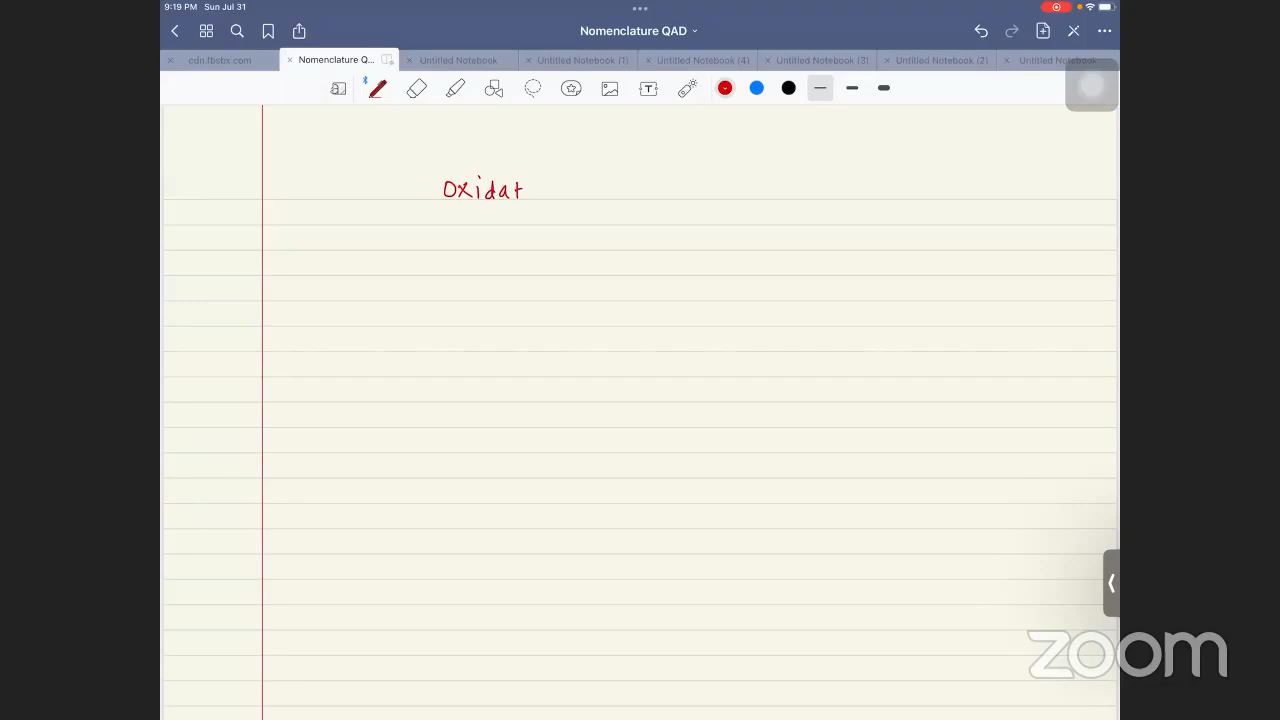 9:19 PM Sun Jul 31
Nomenclature QAD
cdn.fbsbx.com
Nomenclature Q...
Untitled Notebook
Untitled Notebook (1)
Untitled Notebook (4)
Untitled Notebook (3)
Untitled Notebook (2)
Untitled Notebook
T
Oxidat
zoom